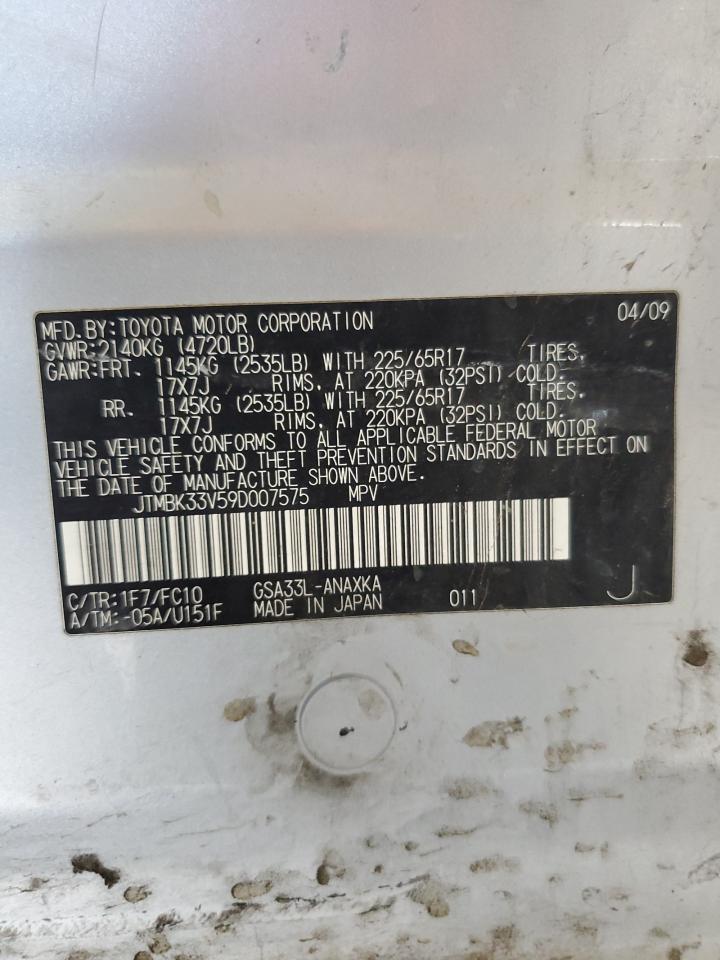 04/09
MFD.BY:TOYOTA MOTOR CORPORATION
GVWR:2140KG (4720LB)
GAWR:FRT. 1145KG (2535LB) WITH 225/65R17 TIRES,
17X7J RIMS, AT 220KPA (32PSI) COLD.
RR. 1145KG (2535LB) WITH 225/65R17 TIRES,
17X7J RIMS, AT 220KPA (32PSI) COLD.
THIS VEHICLE CONFORMS TO ALL APPLICABLE FEDERAL MOTOR
VEHICLE SAFETY AND THEFT PREVENTION STANDARDS IN EFFECT ON
THE DATE OF MANUFACTURE SHOWN ABOVE.
JTMBK33V59D007575 MPV
C/TR:1F7/FC10 GSA33L-ANAXKA
A/TM:-05A/U151F MADE IN JAPAN 011 J